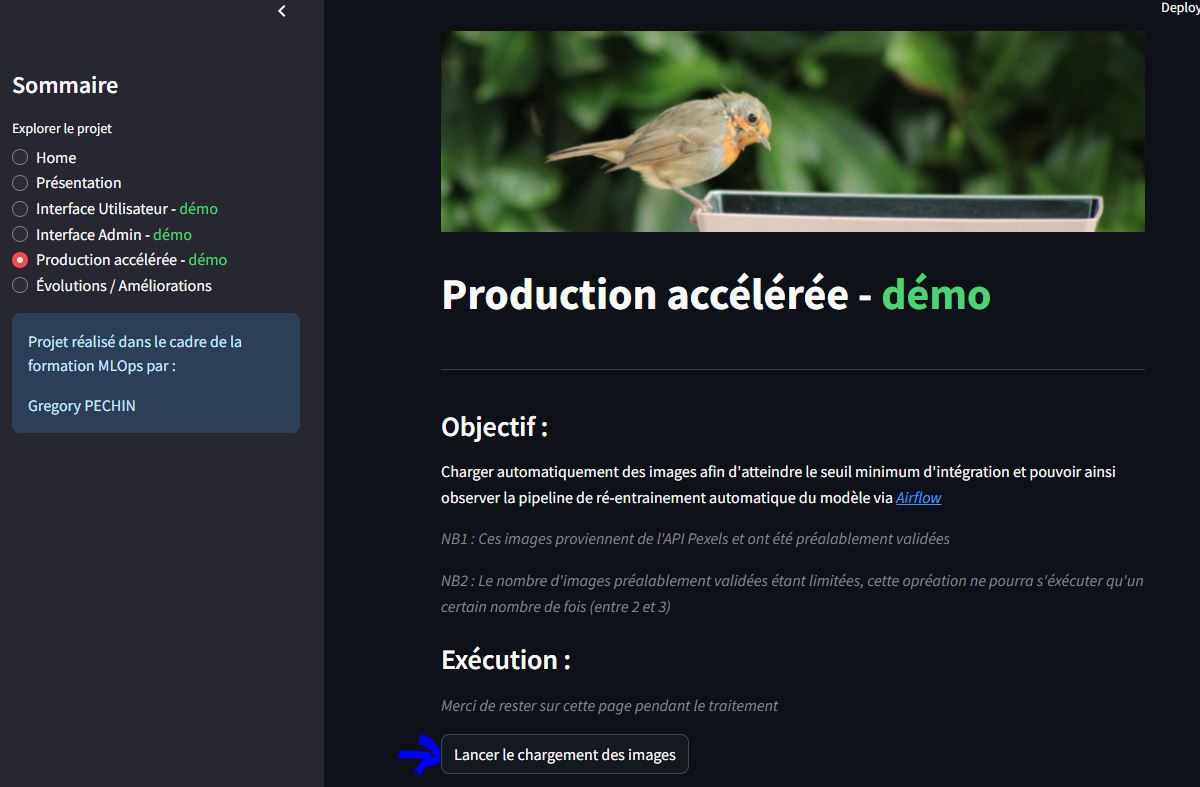 Deploy
Sommaire
Explorer le projet
Home
Présentation
Interface Utilisateur - démo
Interface Admin - démo
Production accélérée - démo
Évolutions / Améliorations
Projet réalisé dans le cadre de la
formation MLOps par :
Gregory PECHIN
Production accélérée - démo
Objectif :
Charger automatiquement des images afin d'atteindre le seuil minimum d'intégration et pouvoir ainsi
observer la pipeline de ré-entrainement automatique du modèle via Airflow
NB1 : Ces images proviennent de l'API Pexels et ont été préalablement validées
NB2 : Le nombre d'images préalablement validées étant limitées, cette opréation ne pourra s'éxécuter qu'un
certain nombre de fois (entre 2 et 3)
Exécution :
Merci de rester sur cette page pendant le traitement
Lancer le chargement des images